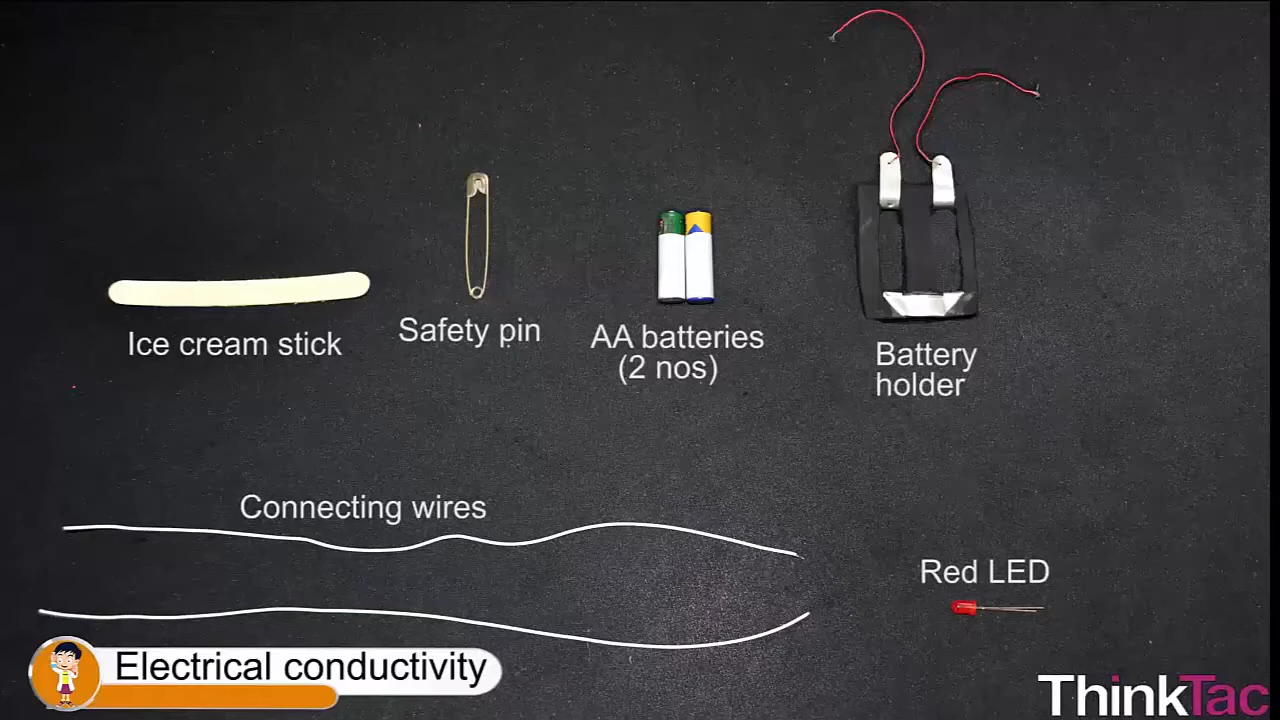 Ice cream stick
Safety pin
AA batteries
(2 nos)
Battery
holder
Connecting wires
Red LED
Electrical conductivity
ThinkTac